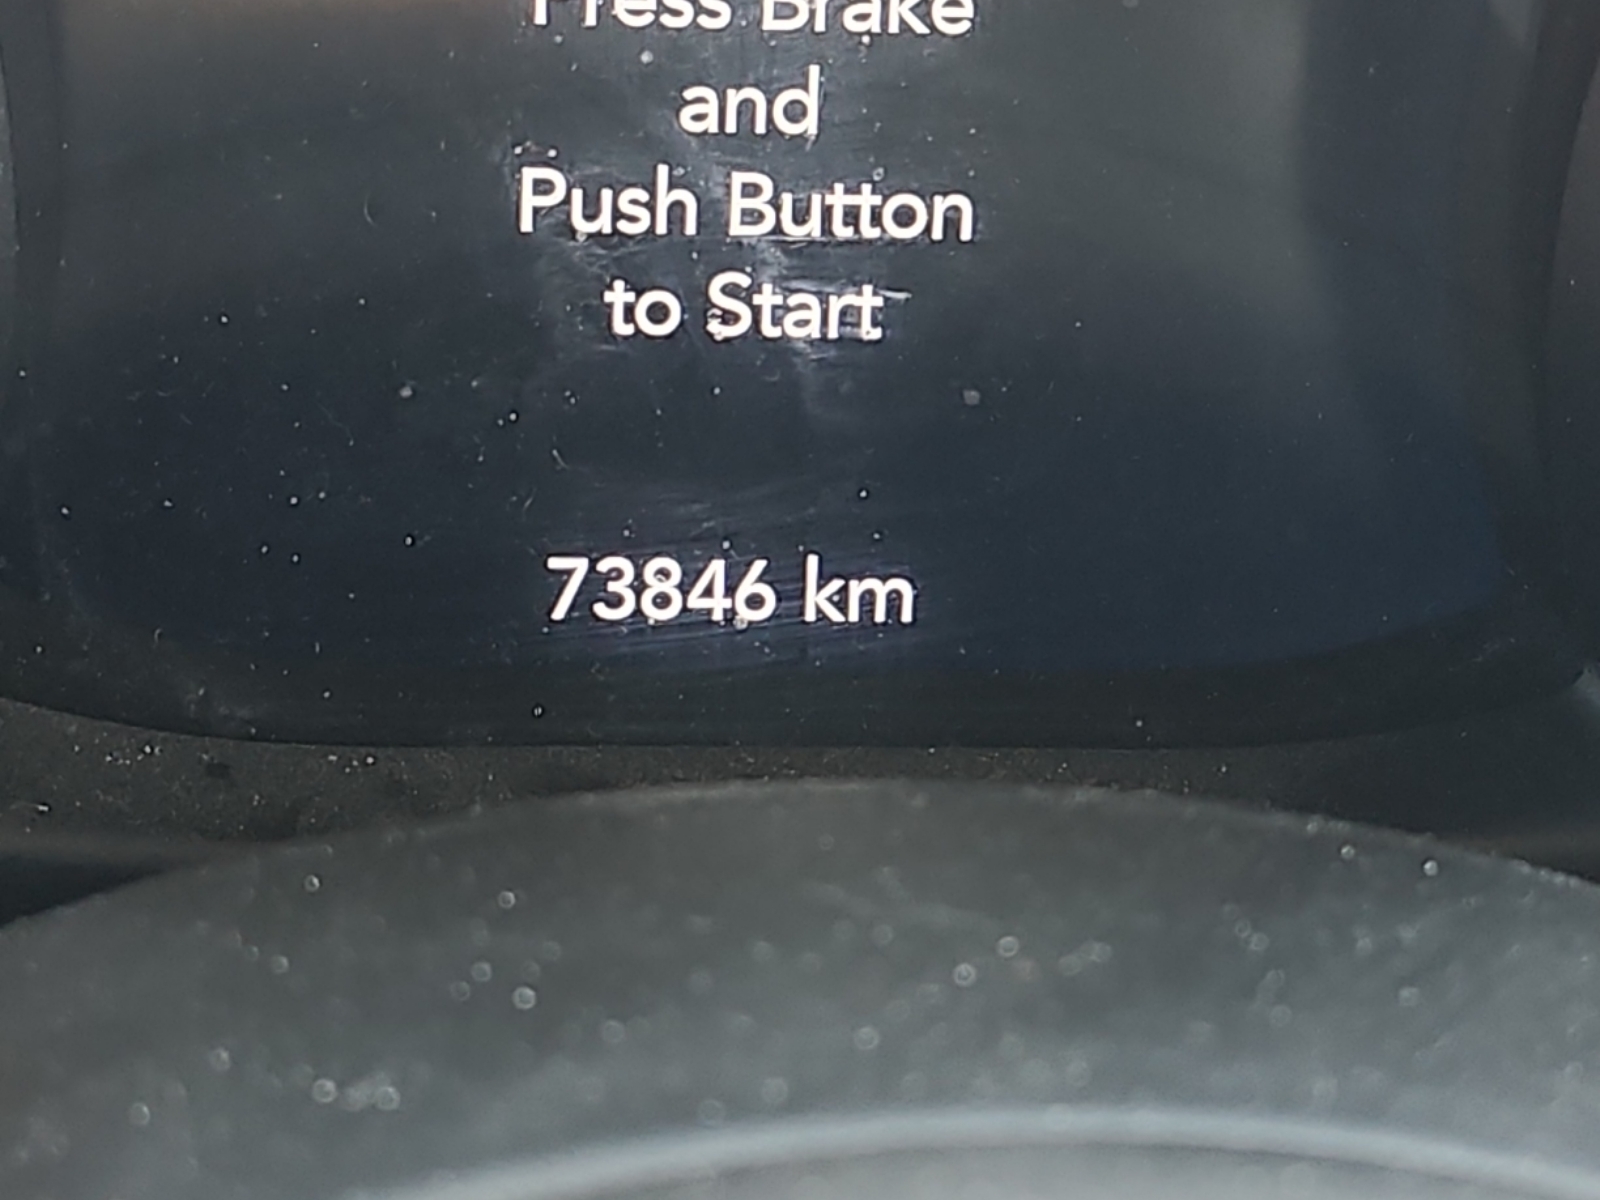 Press Brake
and
Push Button
to Start
73846 km